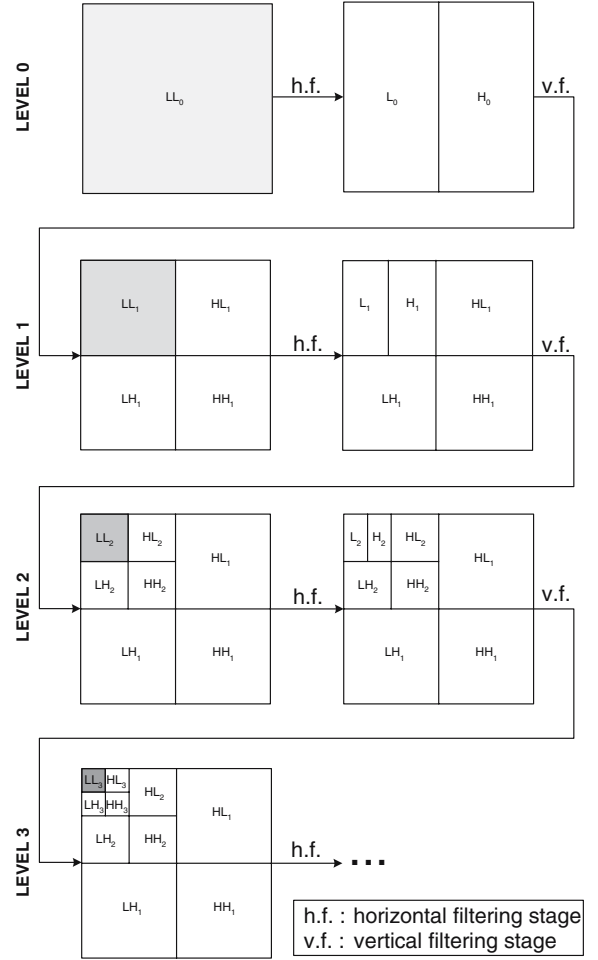 LEVEL 0
LL₀
h.f.
L₀ H₀
v.f.
LEVEL 1
LL₁ HL₁
LH₁ HH₁
h.f.
L₁ H₁ HL₁
LH₁ HH₁
v.f.
LEVEL 2
LL₂ HL₂ HL₁
LH₂ HH₂
LH₁ HH₁
h.f.
L₂ H₂ HL₂ HL₁
LH₂ HH₂
LH₁ HH₁
v.f.
LEVEL 3
LL₃ HL₃ HL₂ HL₁
LH₃ HH₃
LH₂ HH₂
LH₁ HH₁
h.f.
...
h.f. : horizontal filtering stage
v.f. : vertical filtering stage